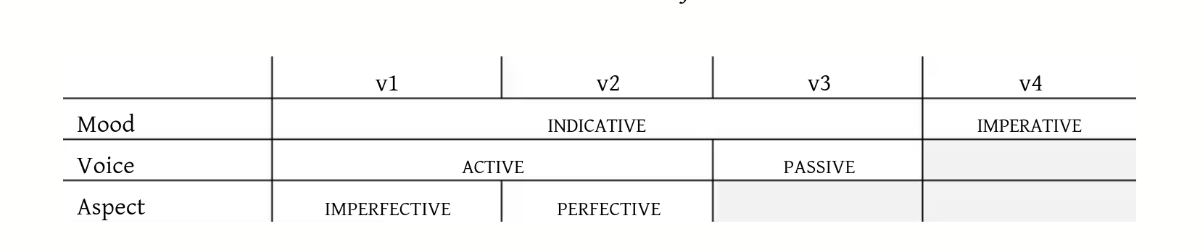 v1 v2 v3 v4
Mood INDICATIVE IMPERATIVE
Voice ACTIVE PASSIVE
Aspect IMPERFECTIVE PERFECTIVE